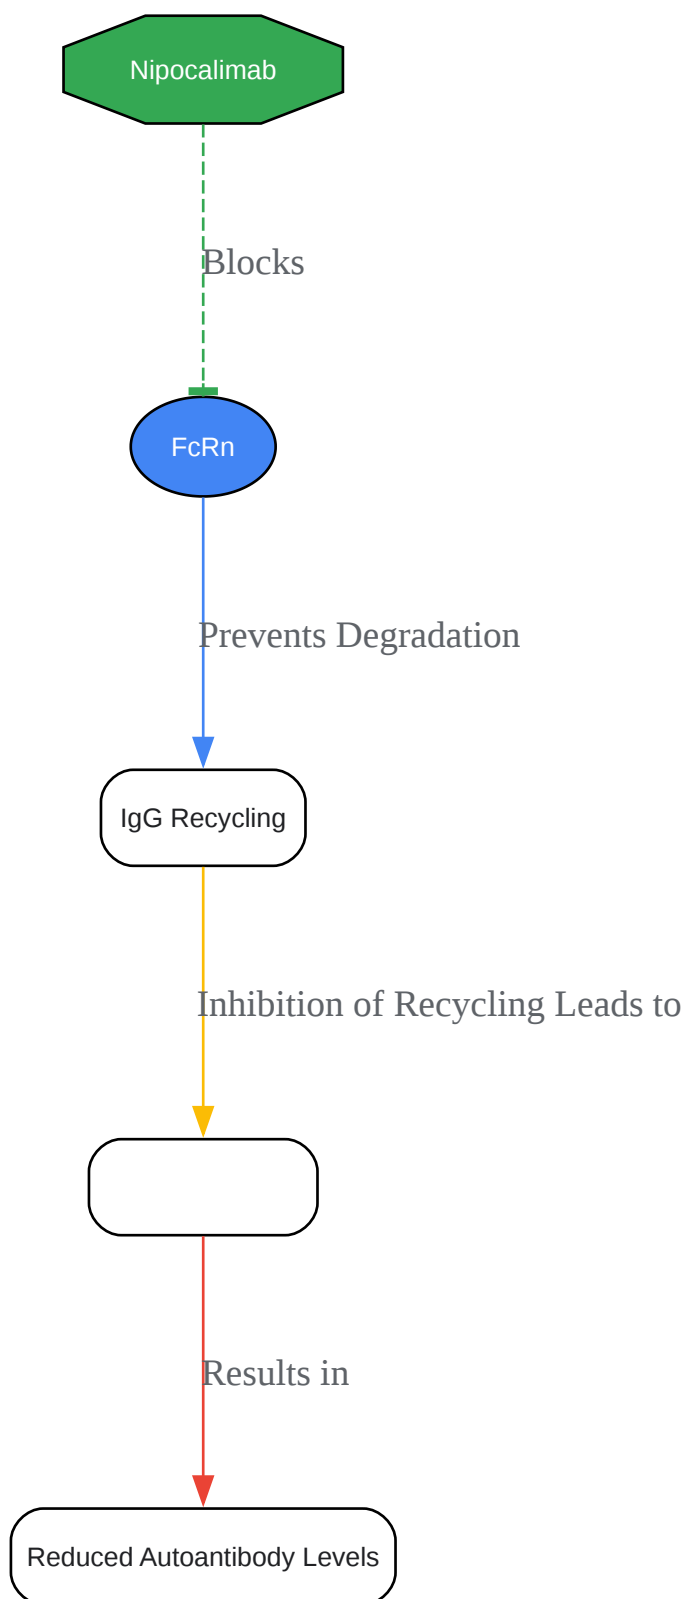 Nipocalimab
Blocks
FcRn
Prevents Degradation
IgG Recycling
Inhibition of Recycling Leads to
Results in
Reduced Autoantibody Levels